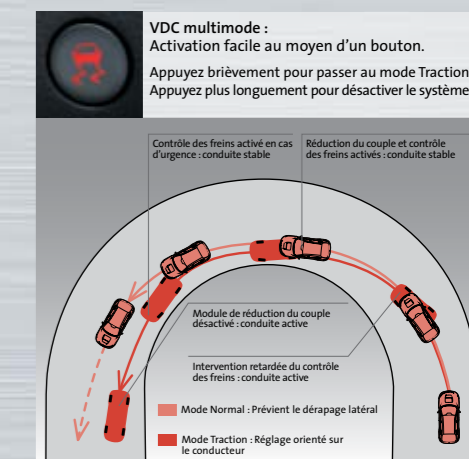 VDC multimode :
Activation facile au moyen d'un bouton.
Appuyez brièvement pour passer au mode Traction
Appuyez plus longuement pour désactiver le système
Contrôle des freins activé en cas
d'urgence : conduite stable
Réduction du couple et contrôle
des freins activés : conduite stable
Module de réduction du couple
désactivé : conduite active
Intervention retardée du contrôle
des freins : conduite active
Mode Normal : Prévient le dérapage latéral
Mode Traction : Réglage orienté sur
le conducteur